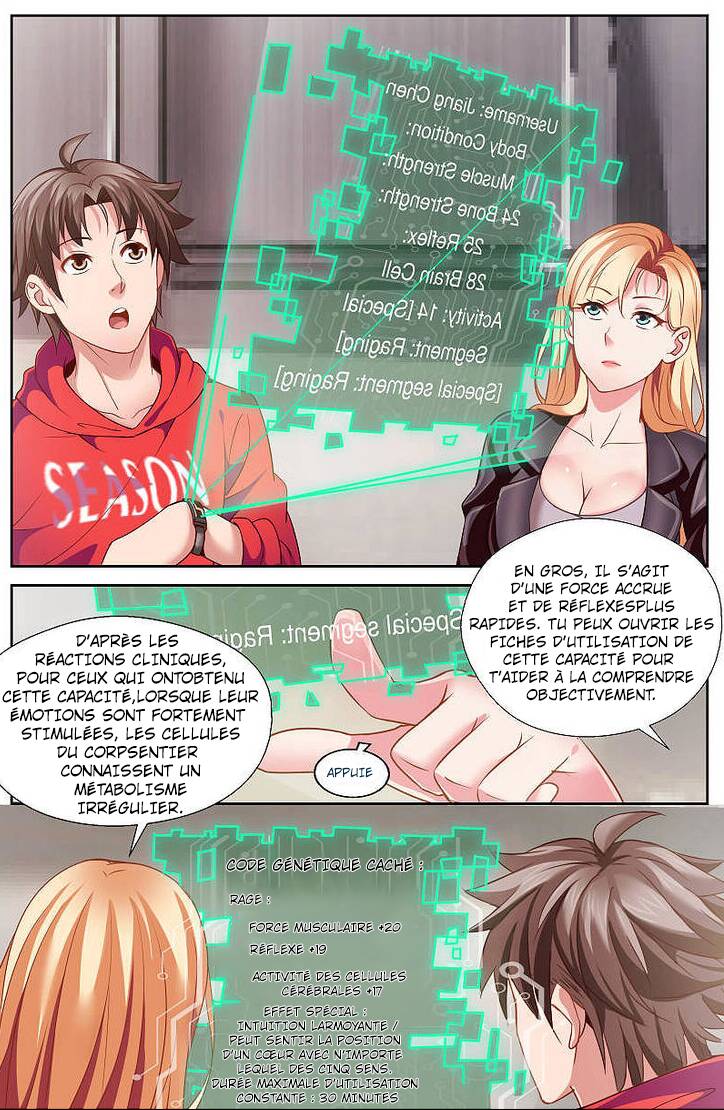 Username: Jiang Chen
Body Condition:
Muscle Strength:
24 Bone Strength:
25 Reflex:
28 Brain Cell
Activity: 14 [Special
Segment: Raging]
[Special segment: Raging]
SEASON
EN GROS, IL S'AGIT
D'UNE FORCE ACCRUE
ET DE RÉFLEXESPLUS
RAPIDES. TU PEUX OUVRIR LES
FICHES D'UTILISATION DE
CETTE CAPACITÉ POUR
T'AIDER À LA COMPRENDRE
OBJECTIVEMENT.
[Special segment: Raging]
D'APRÈS LES
RÉACTIONS CLINIQUES,
POUR CEUX QUI ONTOBTENU
CETTE CAPACITÉ,LORSQUE LEUR
ÉMOTIONS SONT FORTEMENT
STIMULÉES, LES CELLULES
DU CORPSENTIER
CONNAISSENT UN
MÉTABOLISME
IRRÉGULIER.
APPUIE
CODE GÉNÉTIQUE CACHÉ :
RAGE :
FORCE MUSCULAIRE +20
RÉFLEXE +19
ACTIVITÉ DES CELLULES
CÉRÉBRALES +17
EFFET SPÉCIAL :
INTUITION LARMOYANTE /
PEUT SENTIR LA POSITION
D'UN CŒUR AVEC N'IMPORTE
LEQUEL DES CINQ SENS.
DURÉE MAXIMALE D'UTILISATION
CONSTANTE : 30 MINUTES